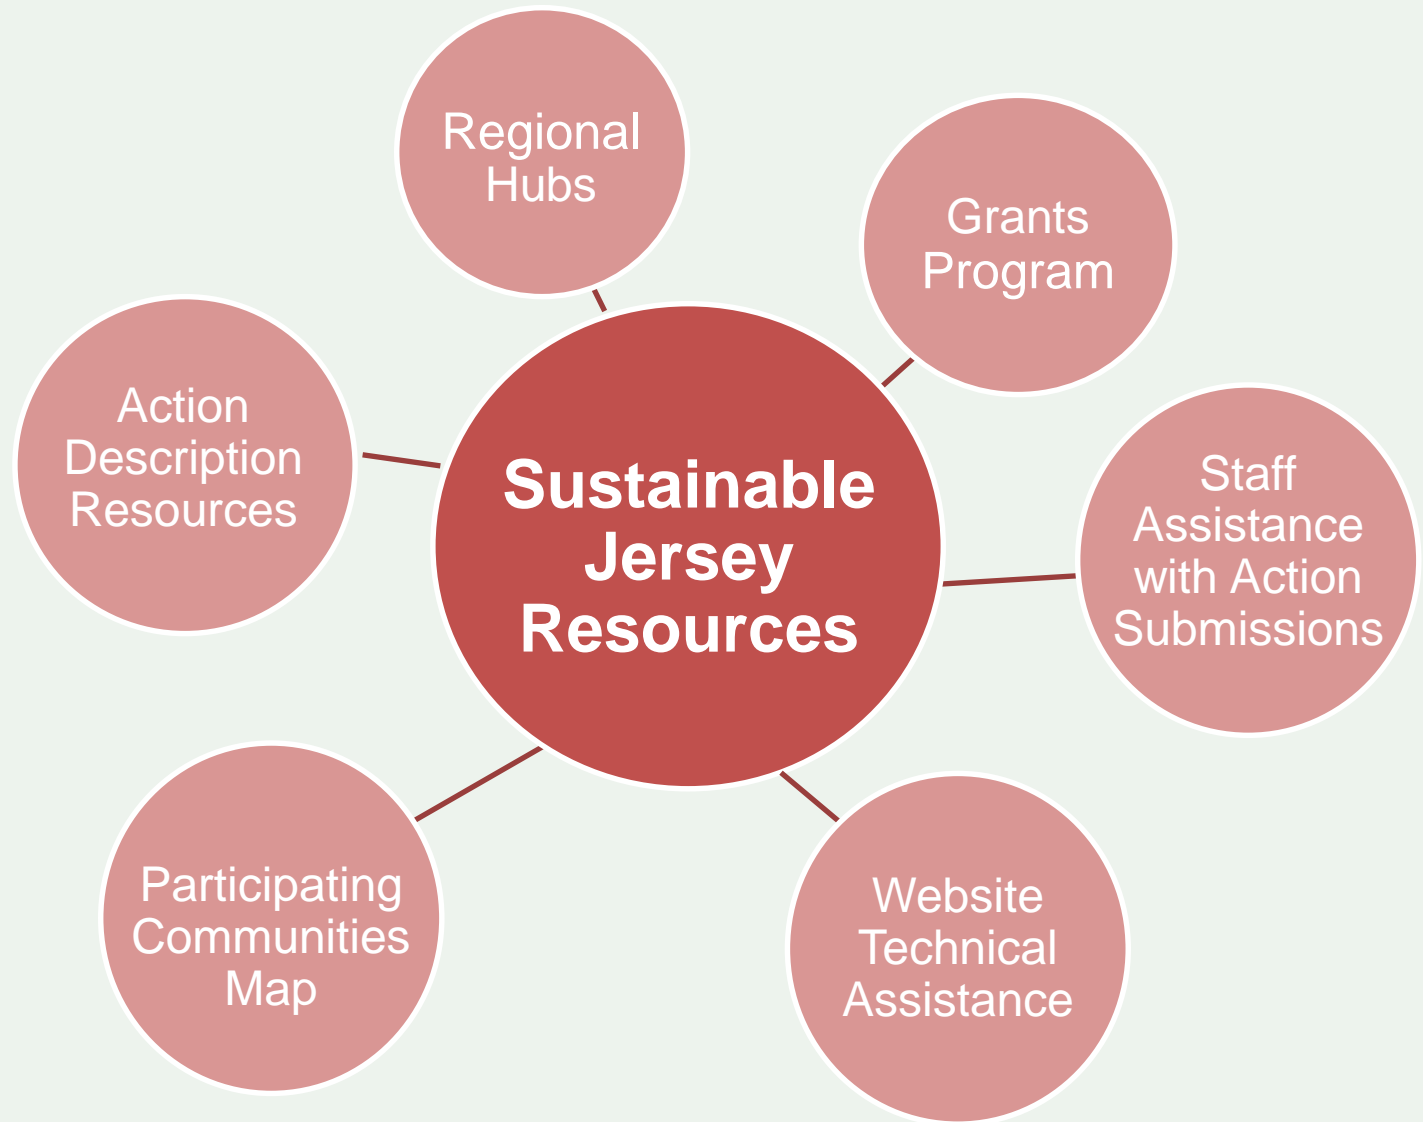 Regional
Hubs
Grants
Program
Action
Description
Resources
Sustainable
Jersey
Resources
Staff
Assistance
with Action
Submissions
Participating
Communities
Map
Website
Technical
Assistance